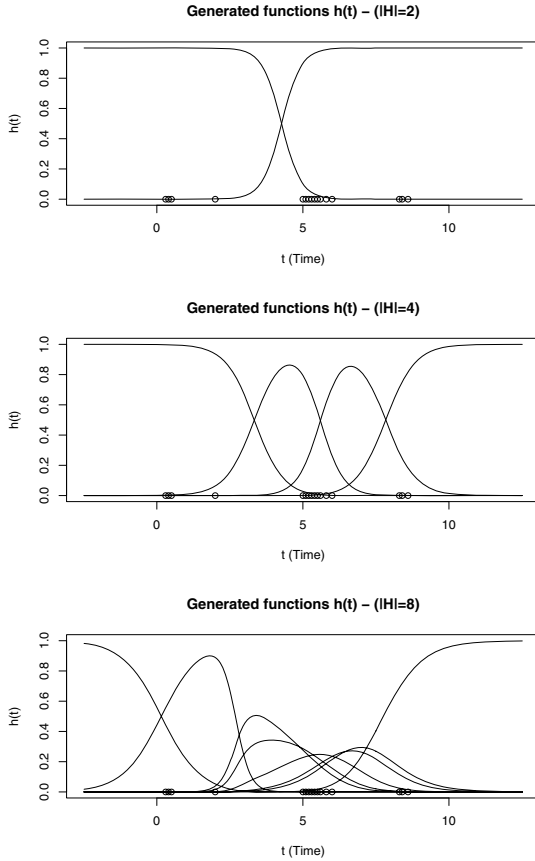 Generated functions h(t) − (|H|=2)
1.0
0.8
0.6
0.4
0.2
0.0
h(t)
0 5 10
t (Time)
Generated functions h(t) − (|H|=4)
1.0
0.8
0.6
0.4
0.2
0.0
h(t)
0 5 10
t (Time)
Generated functions h(t) − (|H|=8)
1.0
0.8
0.6
0.4
0.2
0.0
h(t)
0 5 10
t (Time)